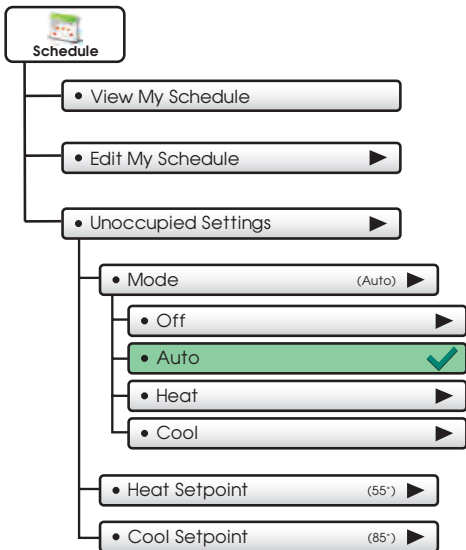 Schedule
• View My Schedule
• Edit My Schedule
• Unoccupied Settings
• Mode (Auto)
• Off
• Auto
• Heat
• Cool
• Heat Setpoint (55°)
• Cool Setpoint (85°)